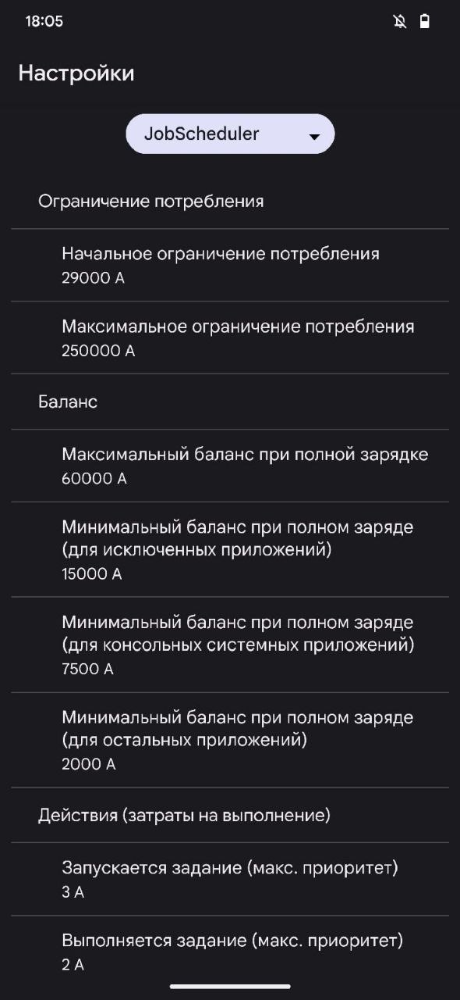 18:05
Настройки
JobScheduler
Ограничение потребления
Начальное ограничение потребления
29000 А
Максимальное ограничение потребления
250000 А
Баланс
Максимальный баланс при полной зарядке
60000 А
Минимальный баланс при полном заряде
(для исключенных приложений)
15000 А
Минимальный баланс при полном заряде
(для консольных системных приложений)
7500 А
Минимальный баланс при полном заряде
(для остальных приложений)
2000 А
Действия (затраты на выполнение)
Запускается задание (макс. приоритет)
3 А
Выполняется задание (макс. приоритет)
2 А